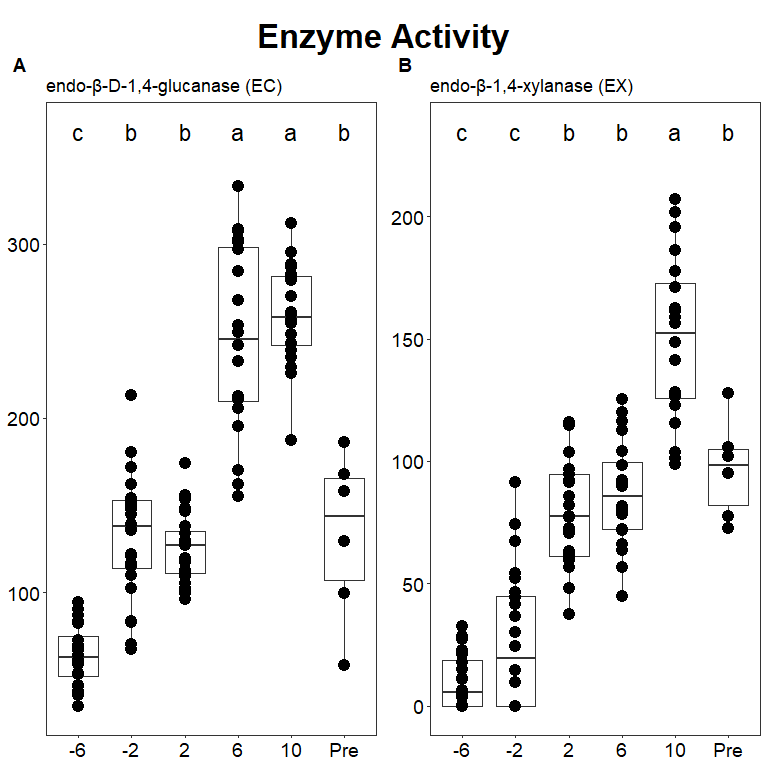 Enzyme Activity
A
endo-β-D-1,4-glucanase (EC)
c b b a a b
300
200
100
-6 -2 2 6 10 Pre
B
endo-β-1,4-xylanase (EX)
c c b b a b
200
150
100
50
0
-6 -2 2 6 10 Pre